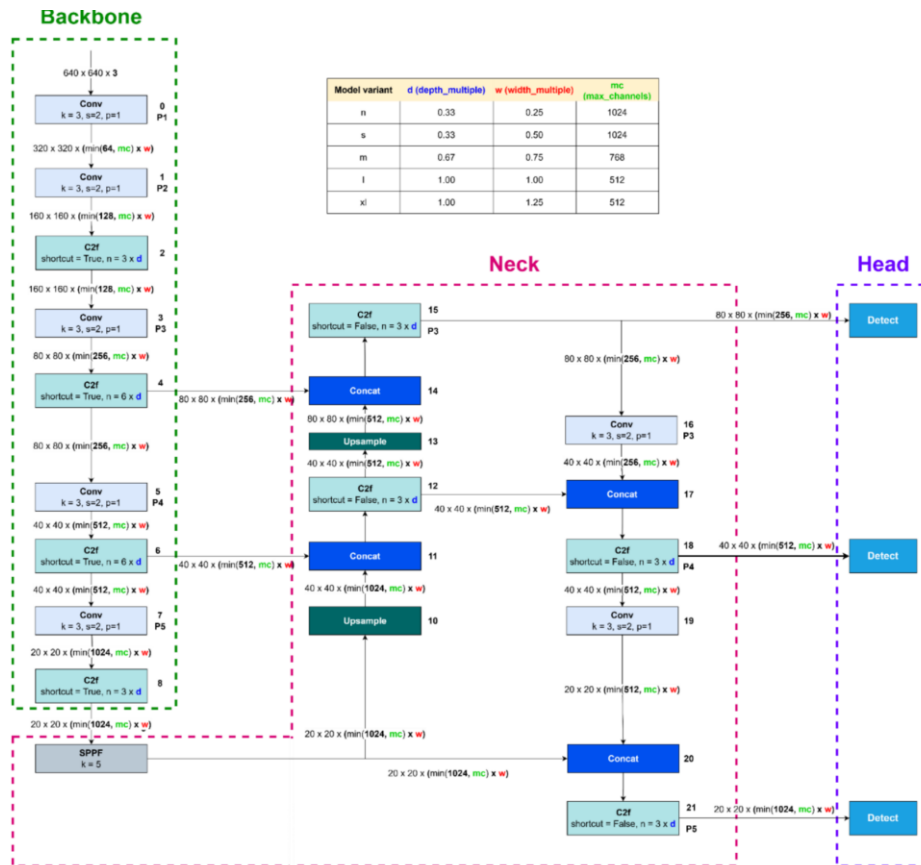 Backbone
640 x 640 x 3
Conv
k = 3, s=2, p=1
0
P1
320 x 320 x (min(64, mc) x w)
Conv
k = 3, s=2, p=1
1
P2
160 x 160 x (min(128, mc) x w)
C2f
shortcut = True, n = 3 x d
2
160 x 160 x (min(128, mc) x w)
Conv
k = 3, s=2, p=1
3
P3
80 x 80 x (min(256, mc) x w)
C2f
shortcut = True, n = 6 x d
4
80 x 80 x (min(256, mc) x w)
80 x 80 x (min(256, mc) x w)
Conv
k = 3, s=2, p=1
5
P4
40 x 40 x (min(512, mc) x w)
C2f
shortcut = True, n = 6 x d
6
40 x 40 x (min(512, mc) x w)
40 x 40 x (min(512, mc) x w)
Conv
k = 3, s=2, p=1
7
P5
20 x 20 x (min(1024, mc) x w)
C2f
shortcut = True, n = 3 x d
8
20 x 20 x (min(1024, mc) x w)
SPPF
k = 5
Model variant d (depth_multiple) w (width_multiple) mc (max_channels)
n 0.33 0.25 1024
s 0.33 0.50 1024
m 0.67 0.75 768
l 1.00 1.00 512
xl 1.00 1.25 512
Neck
C2f
shortcut = False, n = 3 x d
15
P3
Concat
14
80 x 80 x (min(512, mc) x w)
Upsample
13
40 x 40 x (min(512, mc) x w)
C2f
shortcut = False, n = 3 x d
12
40 x 40 x (min(512, mc) x w)
Concat
11
40 x 40 x (min(1024, mc) x w)
Upsample
10
20 x 20 x (min(1024, mc) x w)
20 x 20 x (min(1024, mc) x w)
80 x 80 x (min(256, mc) x w)
80 x 80 x (min(256, mc) x w)
Conv
k = 3, s=2, p=1
16
P3
40 x 40 x (min(256, mc) x w)
Concat
17
C2f
shortcut = False, n = 3 x d
18
P4
40 x 40 x (min(512, mc) x w)
40 x 40 x (min(512, mc) x w)
Conv
k = 3, s=2, p=1
19
20 x 20 x (min(512, mc) x w)
Concat
20
C2f
shortcut = False, n = 3 x d
21
P5
20 x 20 x (min(1024, mc) x w)
Head
Detect
Detect
Detect